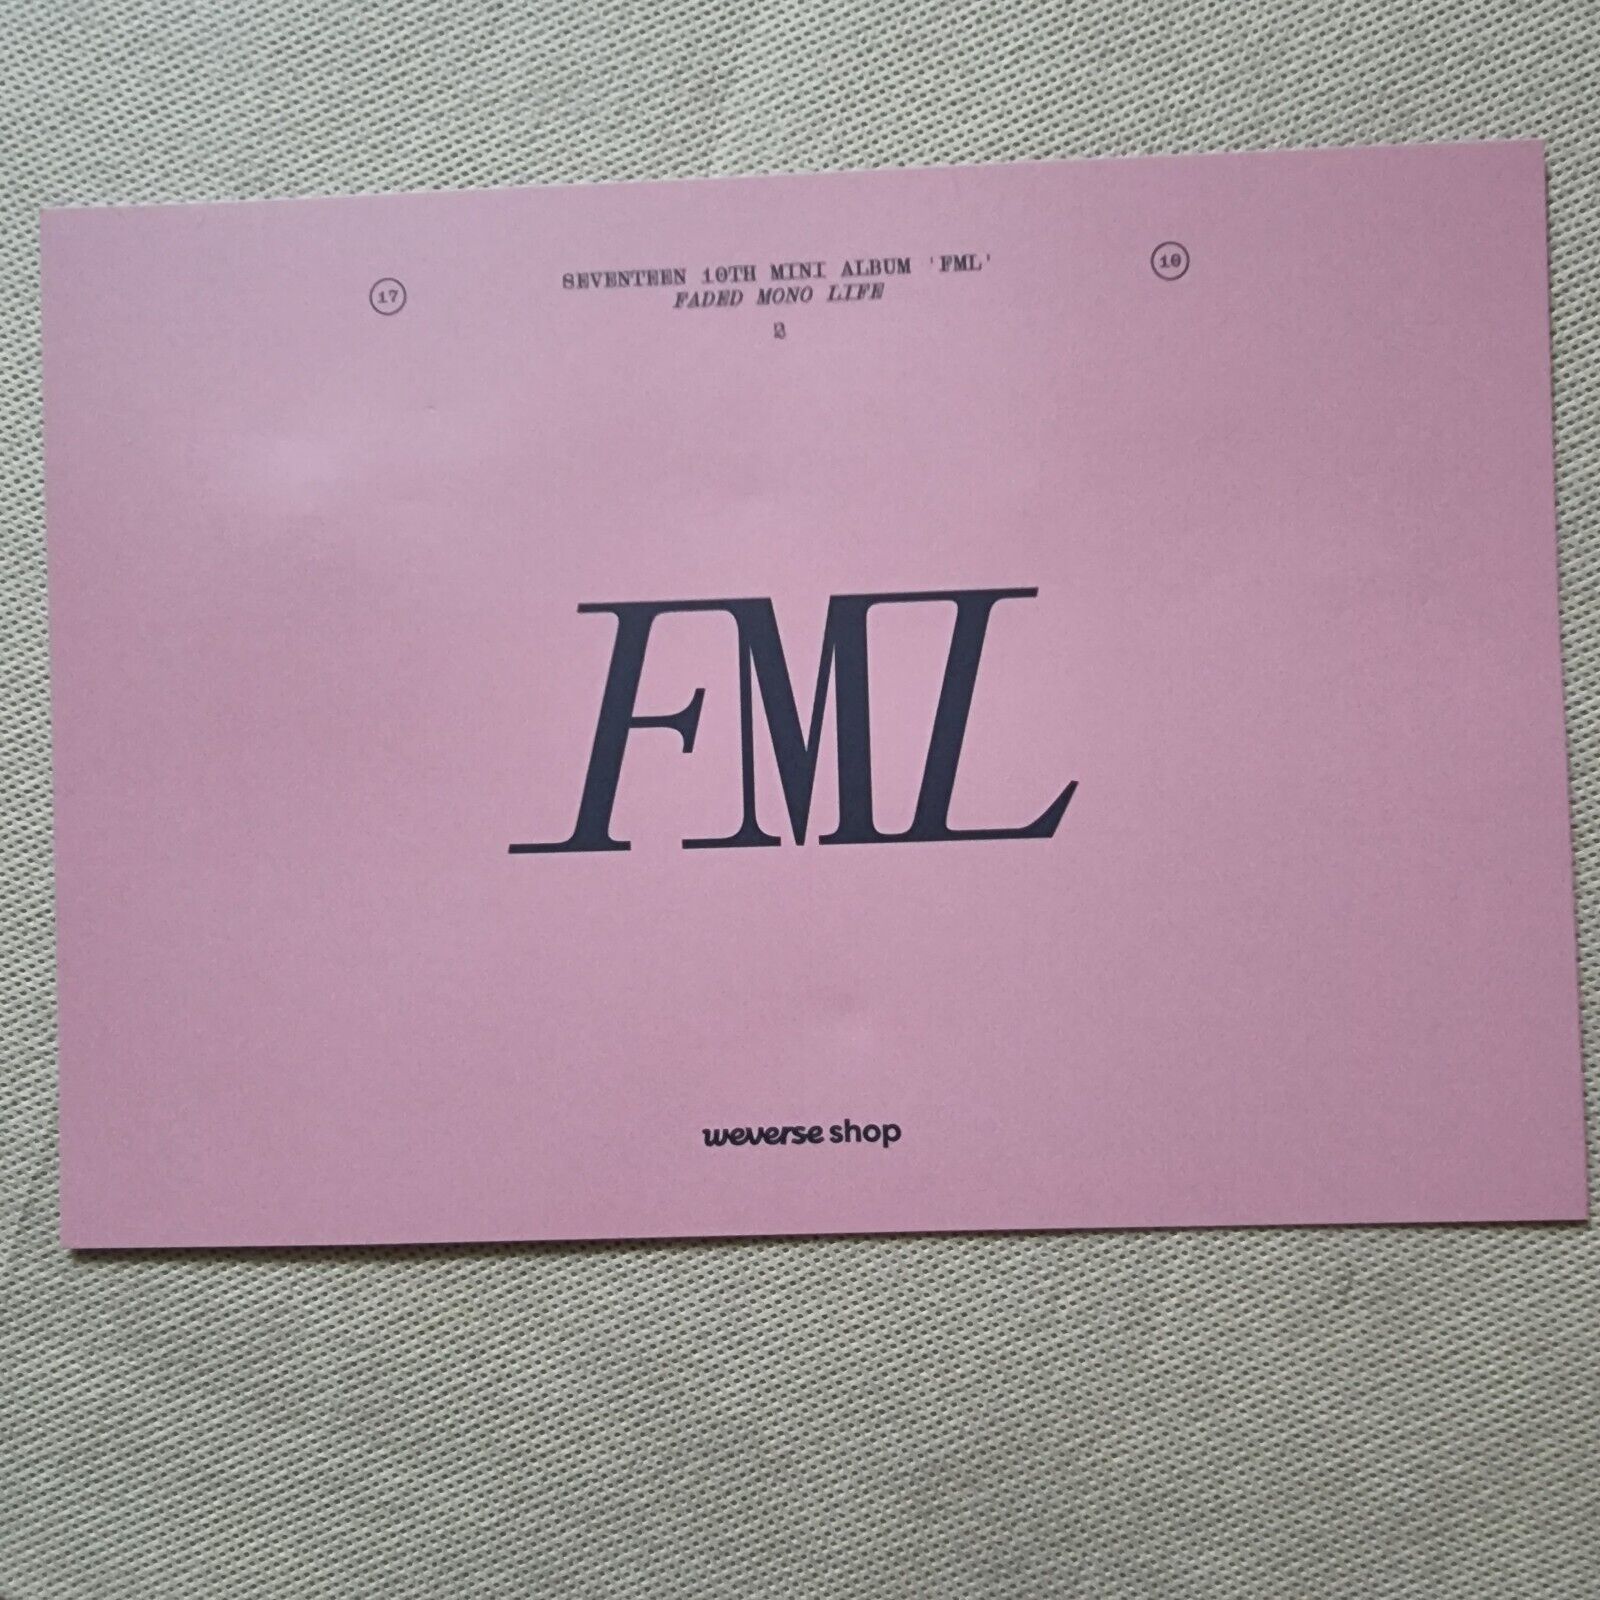 17
SEVENTEEN 10TH MINI ALBUM 'FML'
10
FADED MONO LIFE
FML
weverse shop